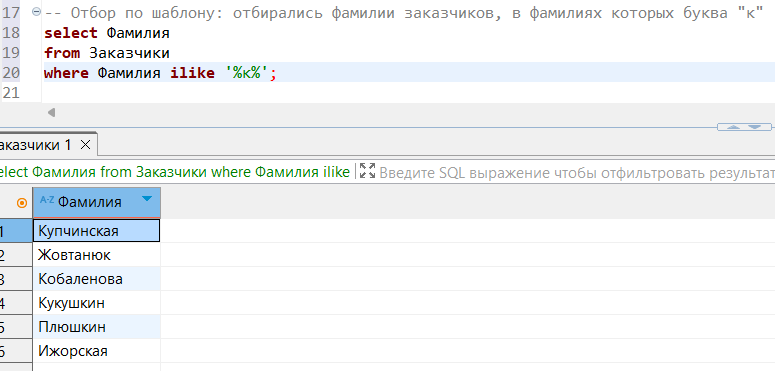 17 -- Отбор по шаблону: отбирались фамилии заказчиков, в фамилиях которых буква "к"
18 select Фамилия
19 from Заказчики
20 where Фамилия ilike '%к%';
21
аказчики 1
elect Фамилия from Заказчики where Фамилия ilike Введите SQL выражение чтобы отфильтровать результат
A-Z Фамилия
1 Купчинская
2 Жовтанюк
3 Кобаленова
4 Кукушкин
5 Плюшкин
6 Ижорская